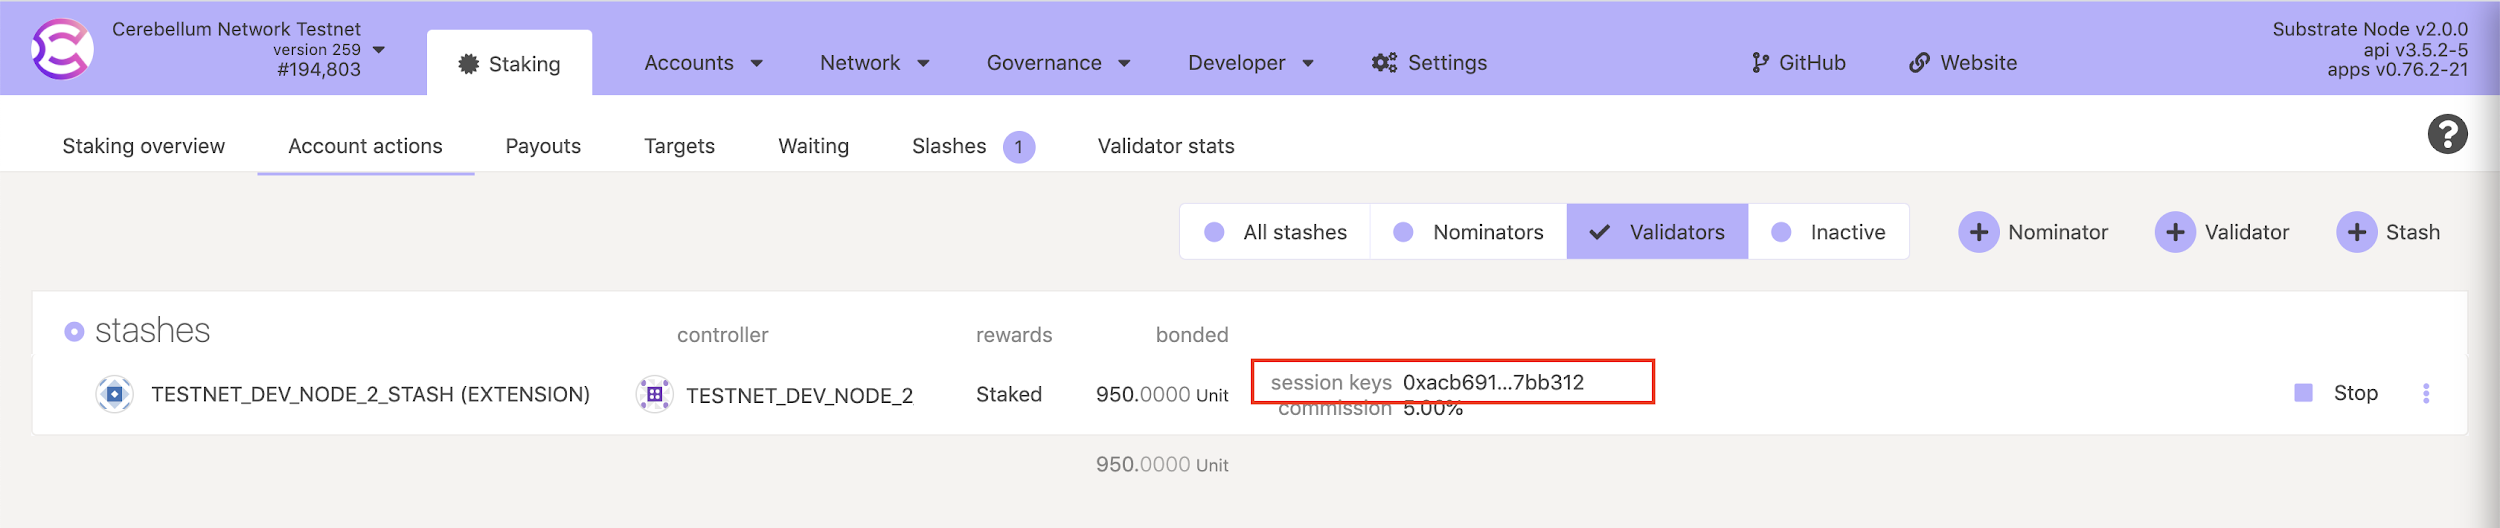 Cerebellum Network Testnet
version 259
#194,803
Staking
Accounts
Network
Governance
Developer
Settings
GitHub
Website
Substrate Node v2.0.0
api v3.5.2-5
apps v0.76.2-21
Staking overview
Account actions
Payouts
Targets
Waiting
Slashes 1
Validator stats
?
All stashes
Nominators
Validators
Inactive
+ Nominator
+ Validator
+ Stash
stashes
controller
rewards
bonded
TESTNET_DEV_NODE_2_STASH (EXTENSION)
TESTNET_DEV_NODE_2
Staked
950.0000 Unit
session keys 0xacb691...7bb312
commission 5.00%
Stop
950.0000 Unit